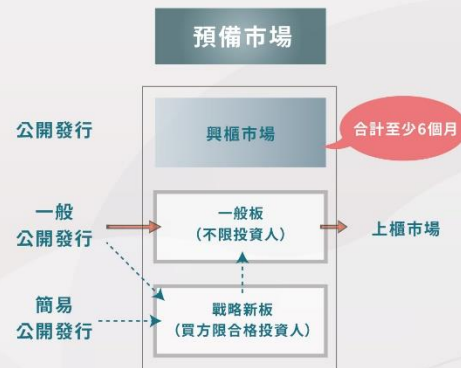 預備市場
公開發行
興櫃市場
合計至少6個月
一般
公開發行
一般板
(不限投資人)
上櫃市場
簡易
公開發行
戰略新板
(買方限合格投資人)